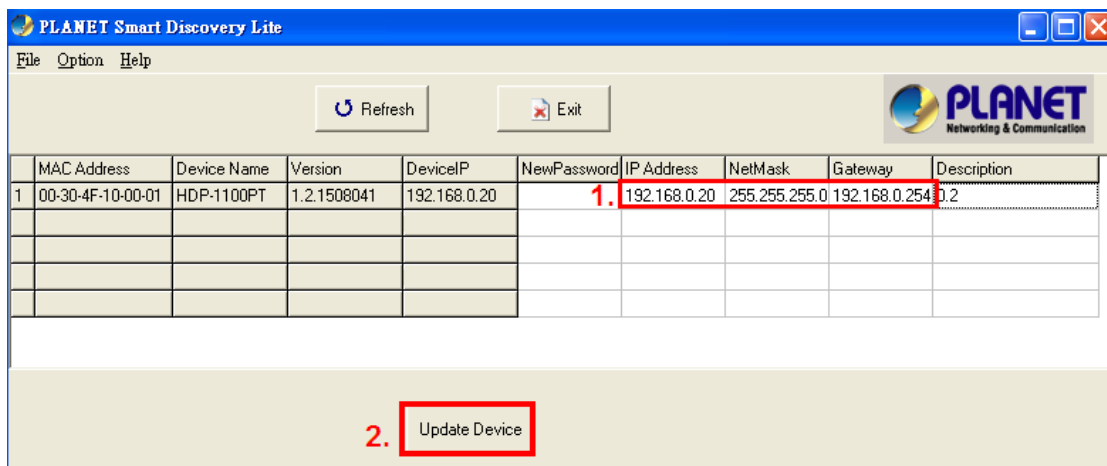 PLANET Smart Discovery Lite
File Option Help
Refresh Exit
PLANET
Networking & Communication
MAC Address Device Name Version DeviceIP NewPassword IP Address NetMask Gateway Description
1 00-30-4F-10-00-01 HDP-1100PT 1.2.1508041 192.168.0.20 1. 192.168.0.20 255.255.255.0 192.168.0.254 0.2
2. Update Device